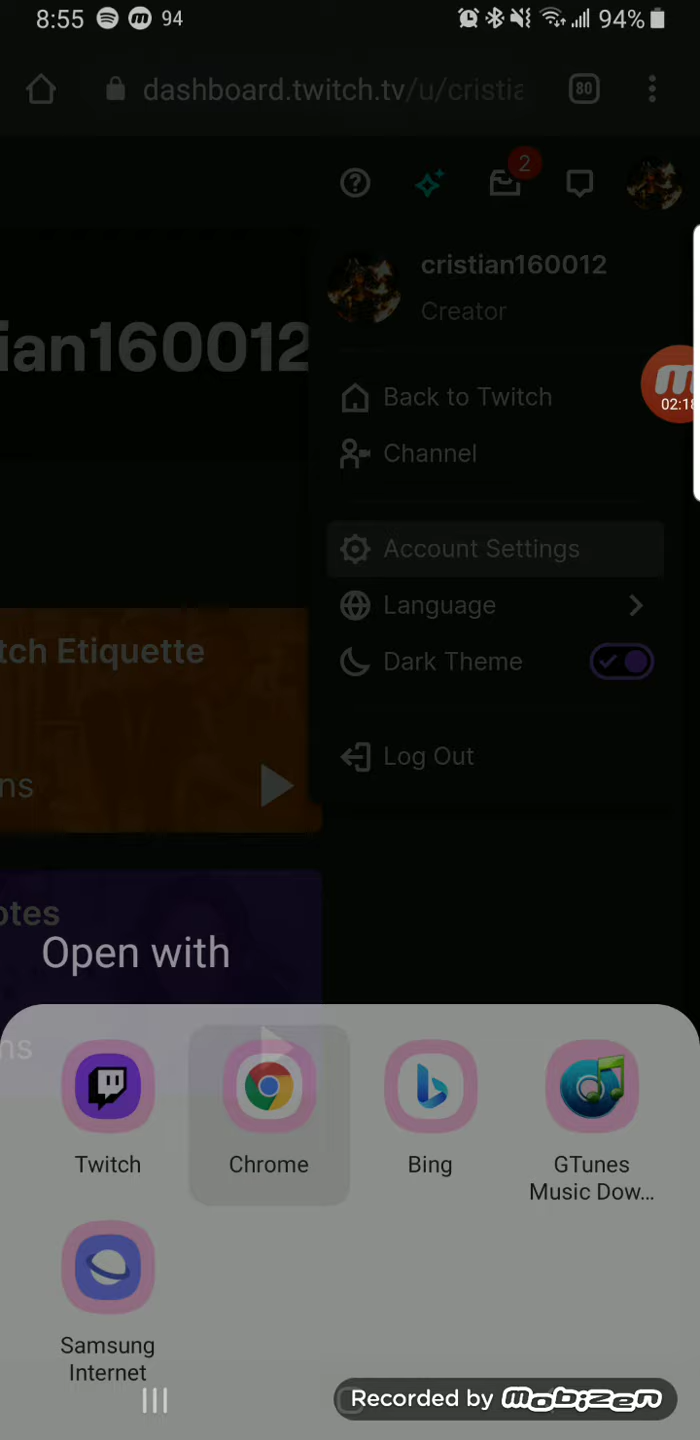 8:55 94 94%
dashboard.twitch.tv/u/cristia
80
2
cristian160012
Creator
ian160012
Back to Twitch
02:18
Channel
Account Settings
Language
tch Etiquette
Dark Theme
Log Out
ns
otes
Open with
ns
Twitch
Chrome
Bing
GTunes
Music Dow...
Samsung
Internet
Recorded by mobizen